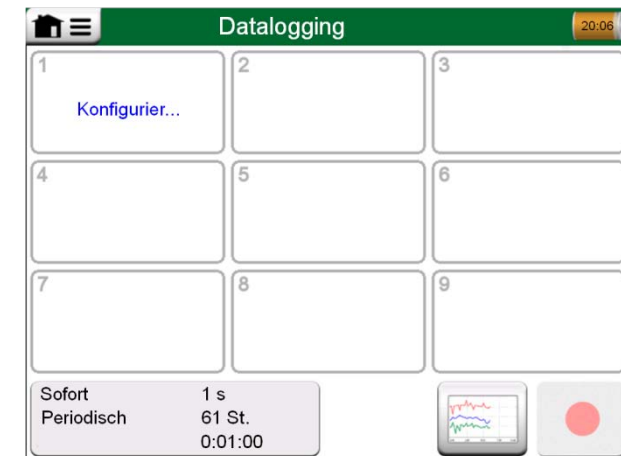 Datalogging
20:06
1
2
3
Konfigurier...
4
5
6
7
8
9
Sofort 1 s
Periodisch 61 St.
0:01:00